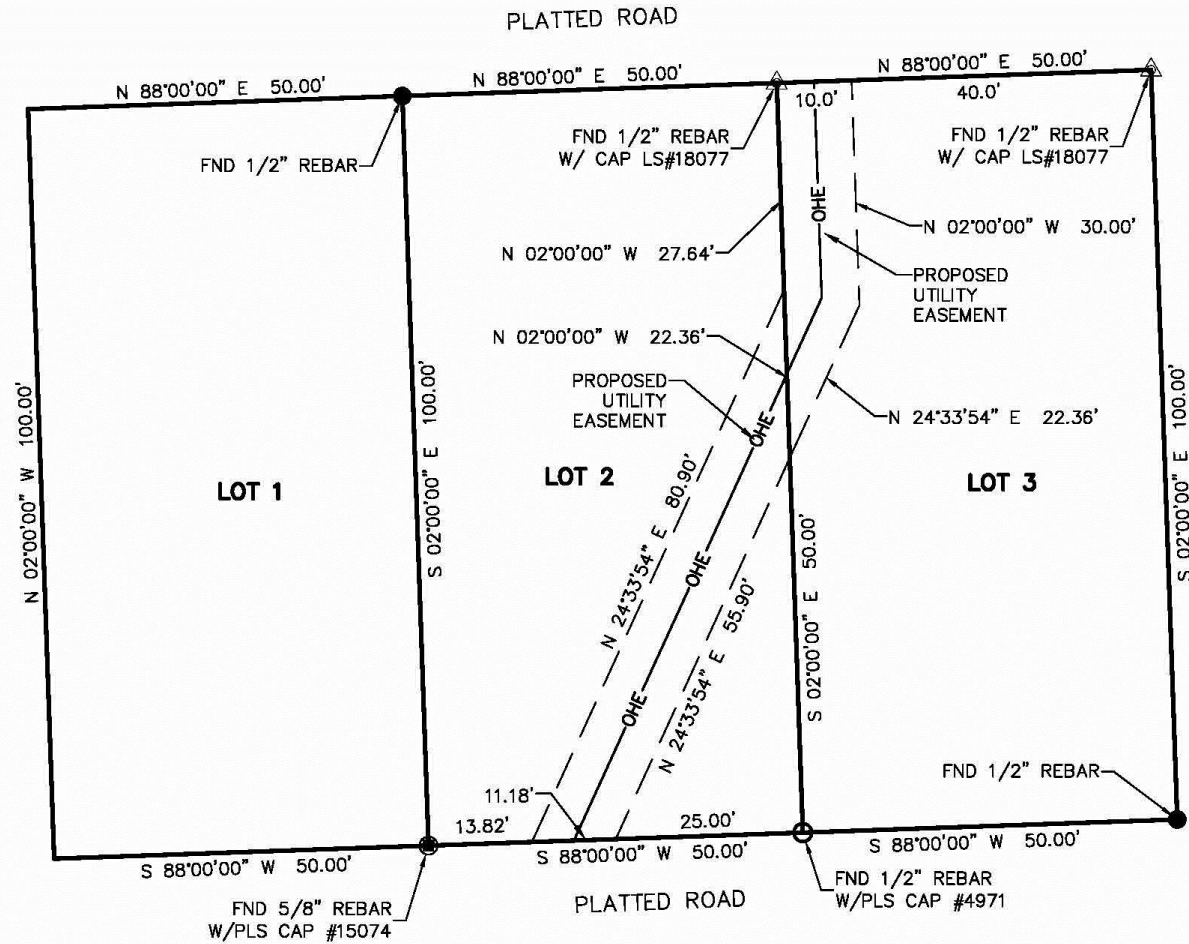 PLATTED ROAD
N 88°00'00" E 50.00'
N 88°00'00" E 50.00'
N 88°00'00" E 50.00'
10.0'
40.0'
FND 1/2" REBAR
FND 1/2" REBAR
W/ CAP LS#18077
FND 1/2" REBAR
W/ CAP LS#18077
OHE
N 02°00'00" W 30.00'
N 02°00'00" W 27.64'
PROPOSED
UTILITY
EASEMENT
N 02°00'00" W 22.36'
PROPOSED
UTILITY
EASEMENT
OHE
N 24°33'54" E 22.36'
N 02°00'00" W 100.00'
LOT 1
S 02°00'00" E 100.00'
LOT 2
N 24°33'54" E 80.90'
OHE
OHE
N 24°33'54" E 55.90'
S 02°00'00" E 50.00'
LOT 3
S 02°00'00" E 100.00'
FND 1/2" REBAR
11.18'
13.82'
25.00'
S 88°00'00" W 50.00'
S 88°00'00" W 50.00'
S 88°00'00" W 50.00'
FND 5/8" REBAR
W/PLS CAP #15074
PLATTED ROAD
FND 1/2" REBAR
W/PLS CAP #4971